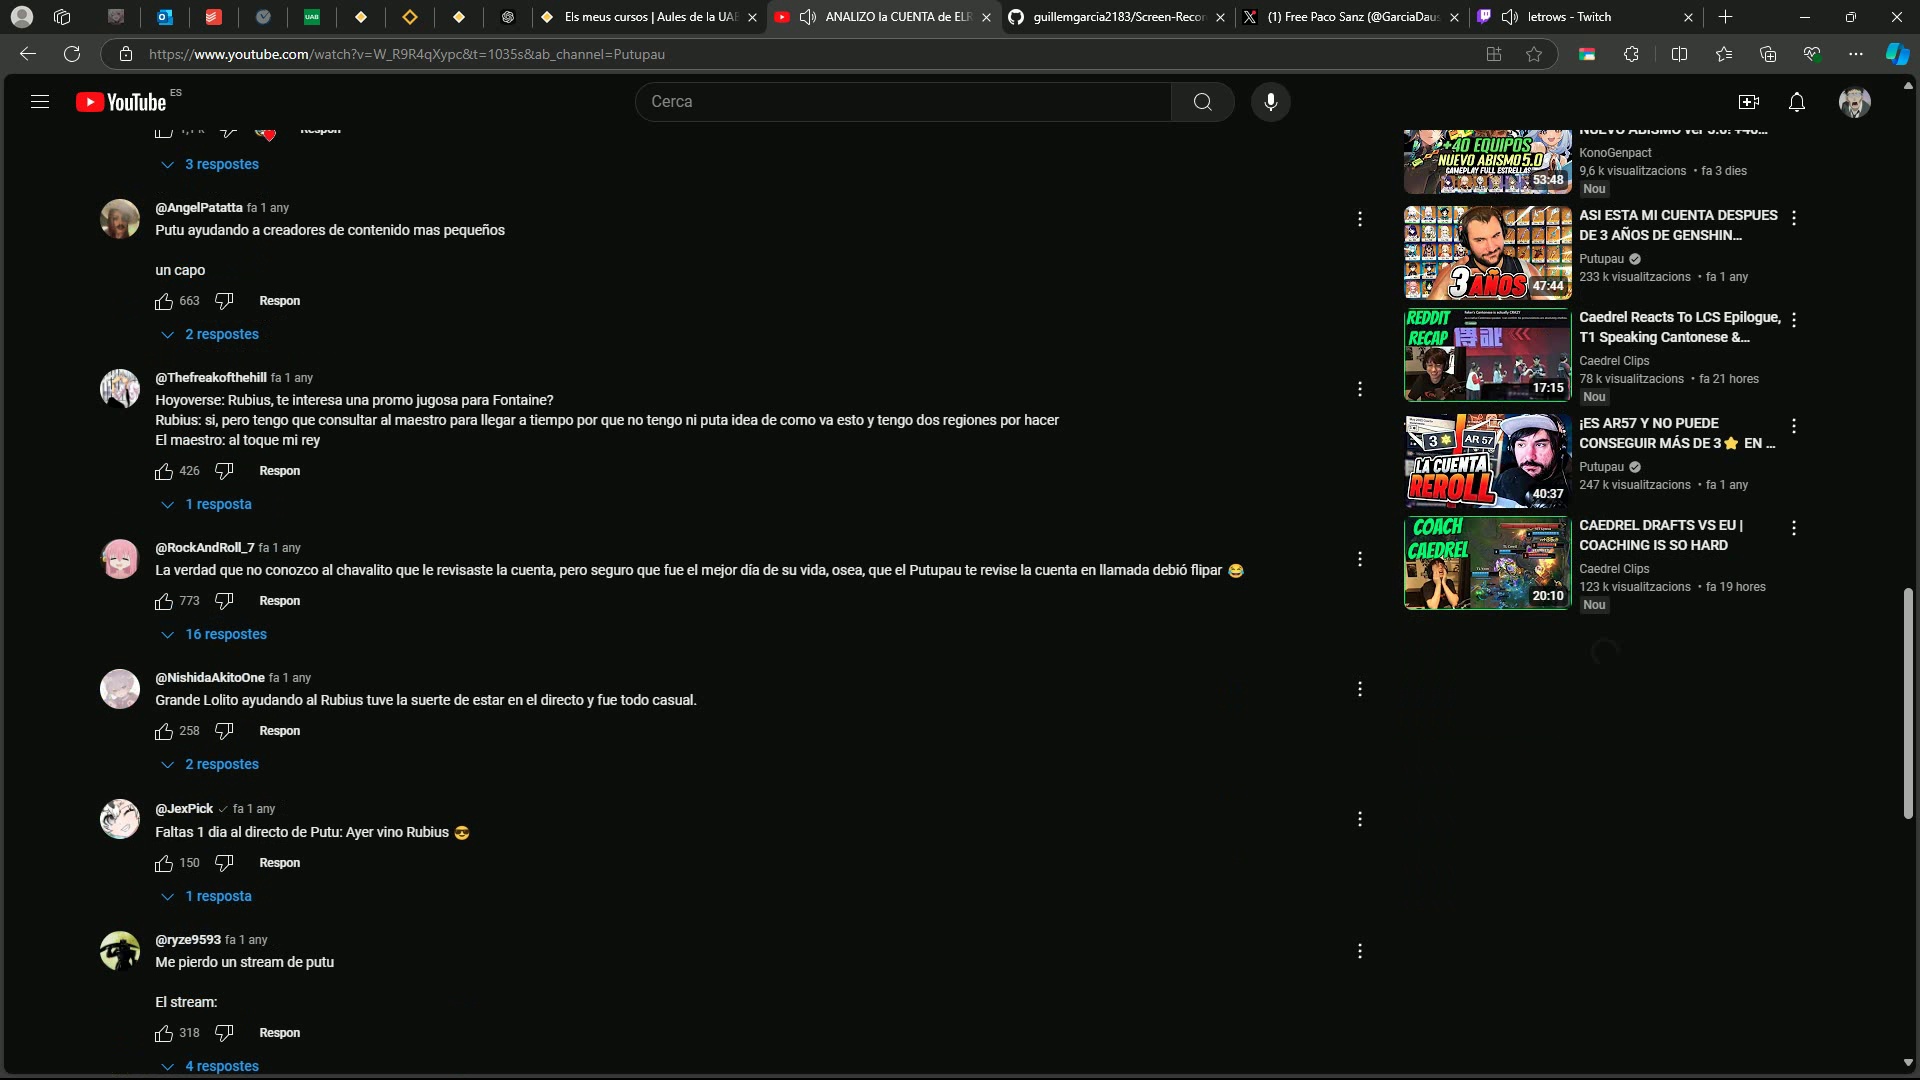 Els meus cursos | Aules de la UAB
ANALIZO la CUENTA de ELR
guillemgarcia2183/Screen-Recor
(1) Free Paco Sanz (@GarciaDaus
letrows - Twitch
https://www.youtube.com/watch?v=W_R9R4qXypc&t=1035s&ab_channel=Putupau
YouTube ES
Cerca
Respon
3 respostes
@AngelPatatta fa 1 any
Putu ayudando a creadores de contenido mas pequeños
un capo
663 Respon
2 respostes
@Thefreakofthehill fa 1 any
Hoyoverse: Rubius, te interesa una promo jugosa para Fontaine?
Rubius: si, pero tengo que consultar al maestro para llegar a tiempo por que no tengo ni puta idea de como va esto y tengo dos regiones por hacer
El maestro: al toque mi rey
426 Respon
1 resposta
@RockAndRoll_7 fa 1 any
La verdad que no conozco al chavalito que le revisaste la cuenta, pero seguro que fue el mejor día de su vida, osea, que el Putupau te revise la cuenta en llamada debió flipar 😂
773 Respon
16 respostes
@NishidaAkitoOne fa 1 any
Grande Lolito ayudando al Rubius tuve la suerte de estar en el directo y fue todo casual.
258 Respon
2 respostes
@JexPick fa 1 any
Faltas 1 dia al directo de Putu: Ayer vino Rubius 😎
150 Respon
1 resposta
@ryze9593 fa 1 any
Me pierdo un stream de putu
El stream:
318 Respon
4 respostes
+40 EQUIPOS
NUEVO ABISMO 5.0
GAMEPLAY FULL ESTRELLAS
53:48
NUEVO ABISMO ver 5.0! +40...
KonoGenpact
9,6 k visualitzacions • fa 3 dies
Nou
3 AÑOS
47:44
ASI ESTA MI CUENTA DESPUES
DE 3 AÑOS DE GENSHIN...
Putupau
233 k visualitzacions • fa 1 any
REDDIT
RECAP
17:15
Caedrel Reacts To LCS Epilogue,
T1 Speaking Cantonese &...
Caedrel Clips
78 k visualitzacions • fa 21 hores
Nou
3 AR 57
LA CUENTA
REROLL
40:37
¡ES AR57 Y NO PUEDE
CONSEGUIR MÁS DE 3⭐ EN ...
Putupau
247 k visualitzacions • fa 1 any
COACH
CAEDREL
20:10
CAEDREL DRAFTS VS EU |
COACHING IS SO HARD
Caedrel Clips
123 k visualitzacions • fa 19 hores
Nou